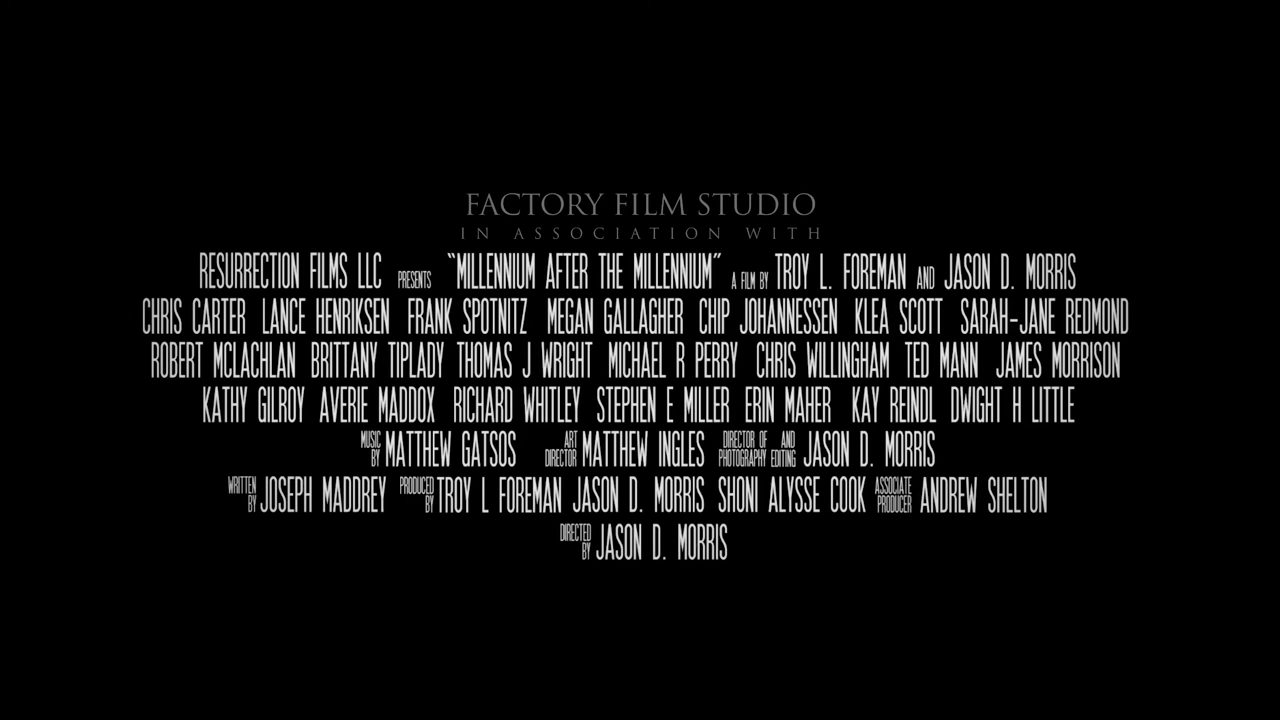 FACTORY FILM STUDIO
IN ASSOCIATION WITH
RESURRECTION FILMS LLC PRESENTS "MILLENNIUM AFTER THE MILLENNIUM" A FILM BY TROY L. FOREMAN AND JASON D. MORRIS
CHRIS CARTER LANCE HENRIKSEN FRANK SPOTNITZ MEGAN GALLAGHER CHIP JOHANNESSEN KLEA SCOTT SARAH-JANE REDMOND
ROBERT MCLACHLAN BRITTANY TIPLADY THOMAS J WRIGHT MICHAEL R PERRY CHRIS WILLINGHAM TED MANN JAMES MORRISON
KATHY GILROY AVERIE MADDOX RICHARD WHITLEY STEPHEN E MILLER ERIN MAHER KAY REINDL DWIGHT H LITTLE
MUSIC BY MATTHEW GATSOS ART DIRECTOR MATTHEW INGLES DIRECTOR OF PHOTOGRAPHY AND EDITING JASON D. MORRIS
WRITTEN BY JOSEPH MADDREY PRODUCED BY TROY L FOREMAN JASON D. MORRIS SHONI ALYSSE COOK ASSOCIATE PRODUCER ANDREW SHELTON
DIRECTED BY JASON D. MORRIS